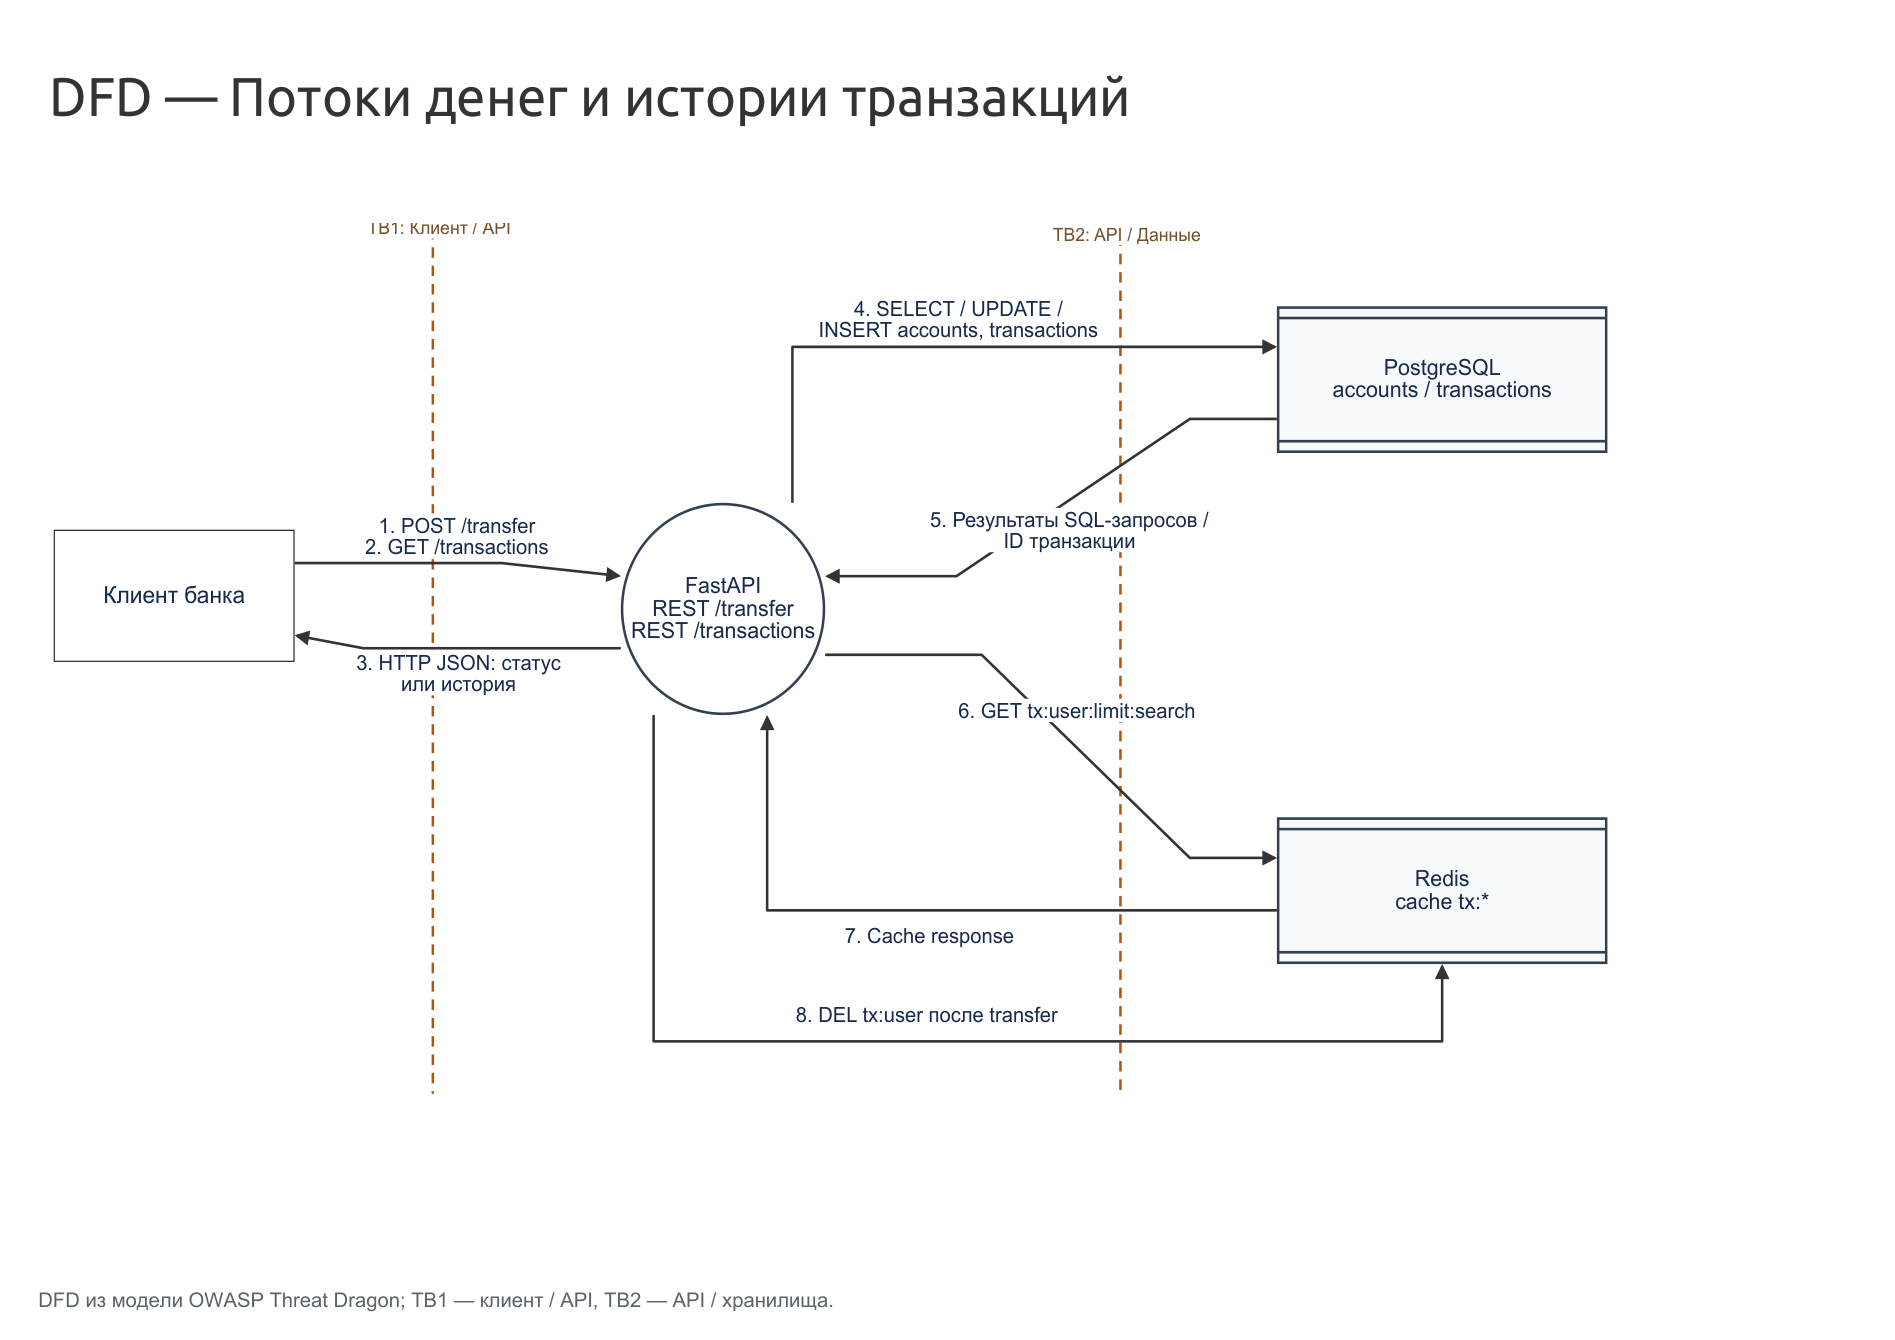 DFD — Потоки денег и истории транзакций
TB1: Клиент / API
TB2: API / Данные
4. SELECT / UPDATE /
INSERT accounts, transactions
PostgreSQL
accounts / transactions
1. POST /transfer
2. GET /transactions
5. Результаты SQL-запросов /
ID транзакции
Клиент банка
FastAPI
REST /transfer
REST /transactions
3. HTTP JSON: статус
или история
6. GET tx:user:limit:search
Redis
cache tx:*
7. Cache response
8. DEL tx:user после transfer
DFD из модели OWASP Threat Dragon; TB1 — клиент / API, TB2 — API / хранилища.